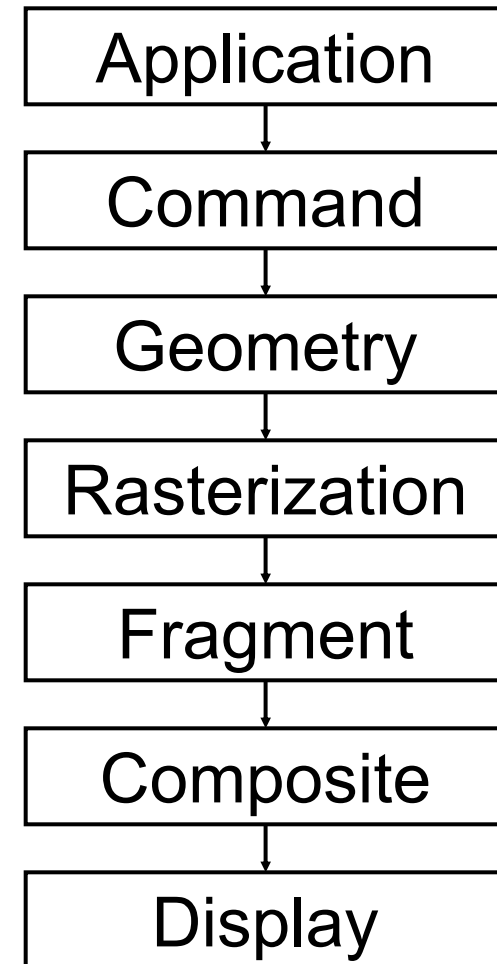 Application
Command
Geometry
Rasterization
Fragment
Composite
Display